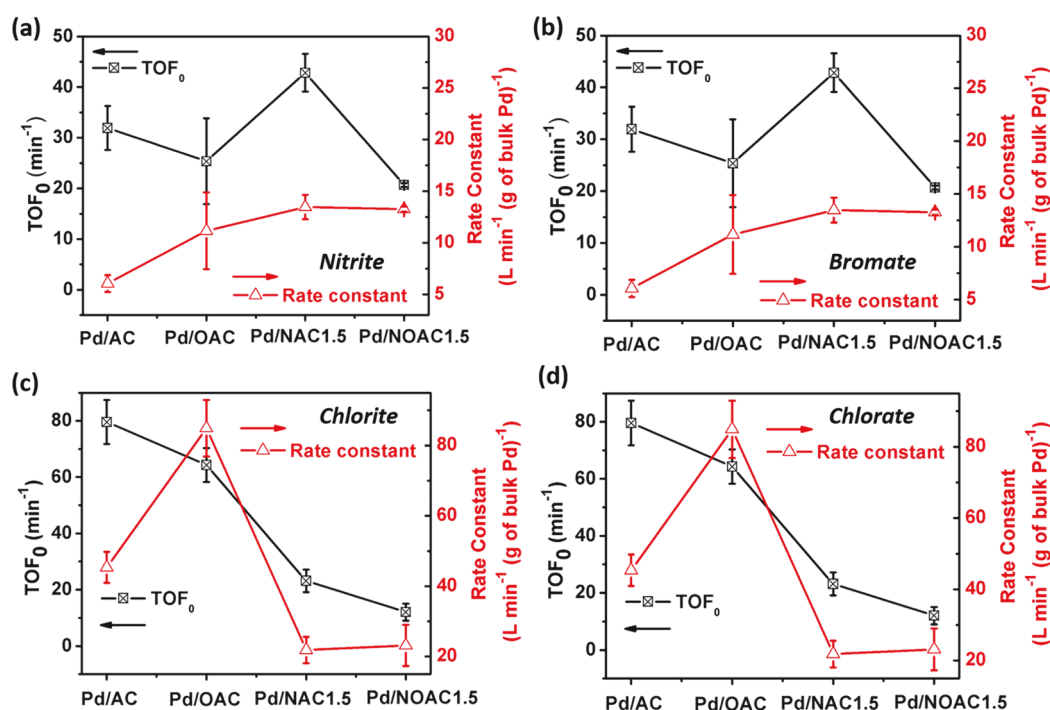 (a)
50
40
30
20
10
0
TOF0 (min-1)
TOF0
30
25
20
15
10
5
Rate Constant
(L min-1 (g of bulk Pd)-1
Nitrite
Rate constant
Pd/AC
Pd/OAC
Pd/NAC1.5
Pd/NOAC1.5
(b)
50
40
30
20
10
0
TOF0 (min-1)
TOF0
30
25
20
15
10
5
Rate Constant
(L min-1 (g of bulk Pd)-1
Bromate
Rate constant
Pd/AC
Pd/OAC
Pd/NAC1.5
Pd/NOAC1.5
(c)
80
60
40
20
0
TOF0 (min-1)
Chlorite
Rate constant
TOF0
80
60
40
20
Rate Constant
(L min-1 (g of bulk Pd)-1
Pd/AC
Pd/OAC
Pd/NAC1.5
Pd/NOAC1.5
(d)
80
60
40
20
0
TOF0 (min-1)
Chlorate
Rate constant
TOF0
80
60
40
20
Rate Constant
(L min-1 (g of bulk Pd)-1
Pd/AC
Pd/OAC
Pd/NAC1.5
Pd/NOAC1.5